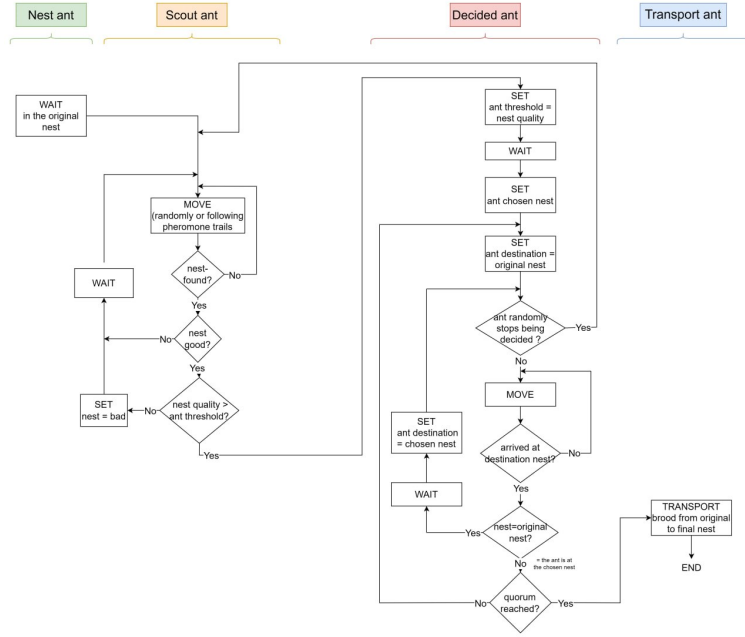 Nest ant
Scout ant
Decided ant
Transport ant
WAIT
in the original
nest
MOVE
(randomly or following
pheromone trails
nest-
found?
No
Yes
WAIT
nest
good?
No
Yes
SET
nest = bad
No
nest quality >
ant threshold?
Yes
SET
ant threshold =
nest quality
WAIT
SET
ant chosen nest
SET
ant destination =
original nest
ant randomly
stops being
decided ?
Yes
No
MOVE
SET
ant destination
= chosen nest
arrived at
destination nest?
No
Yes
WAIT
Yes
nest=original
nest?
No
= the ant is at
the chosen nest
No
quorum
reached?
Yes
TRANSPORT
brood from original
to final nest
END